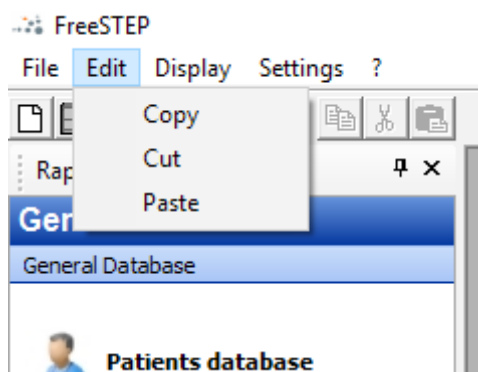 FreeSTEP
File Edit Display Settings ?
Copy
Cut
Paste
General Database
Patients database